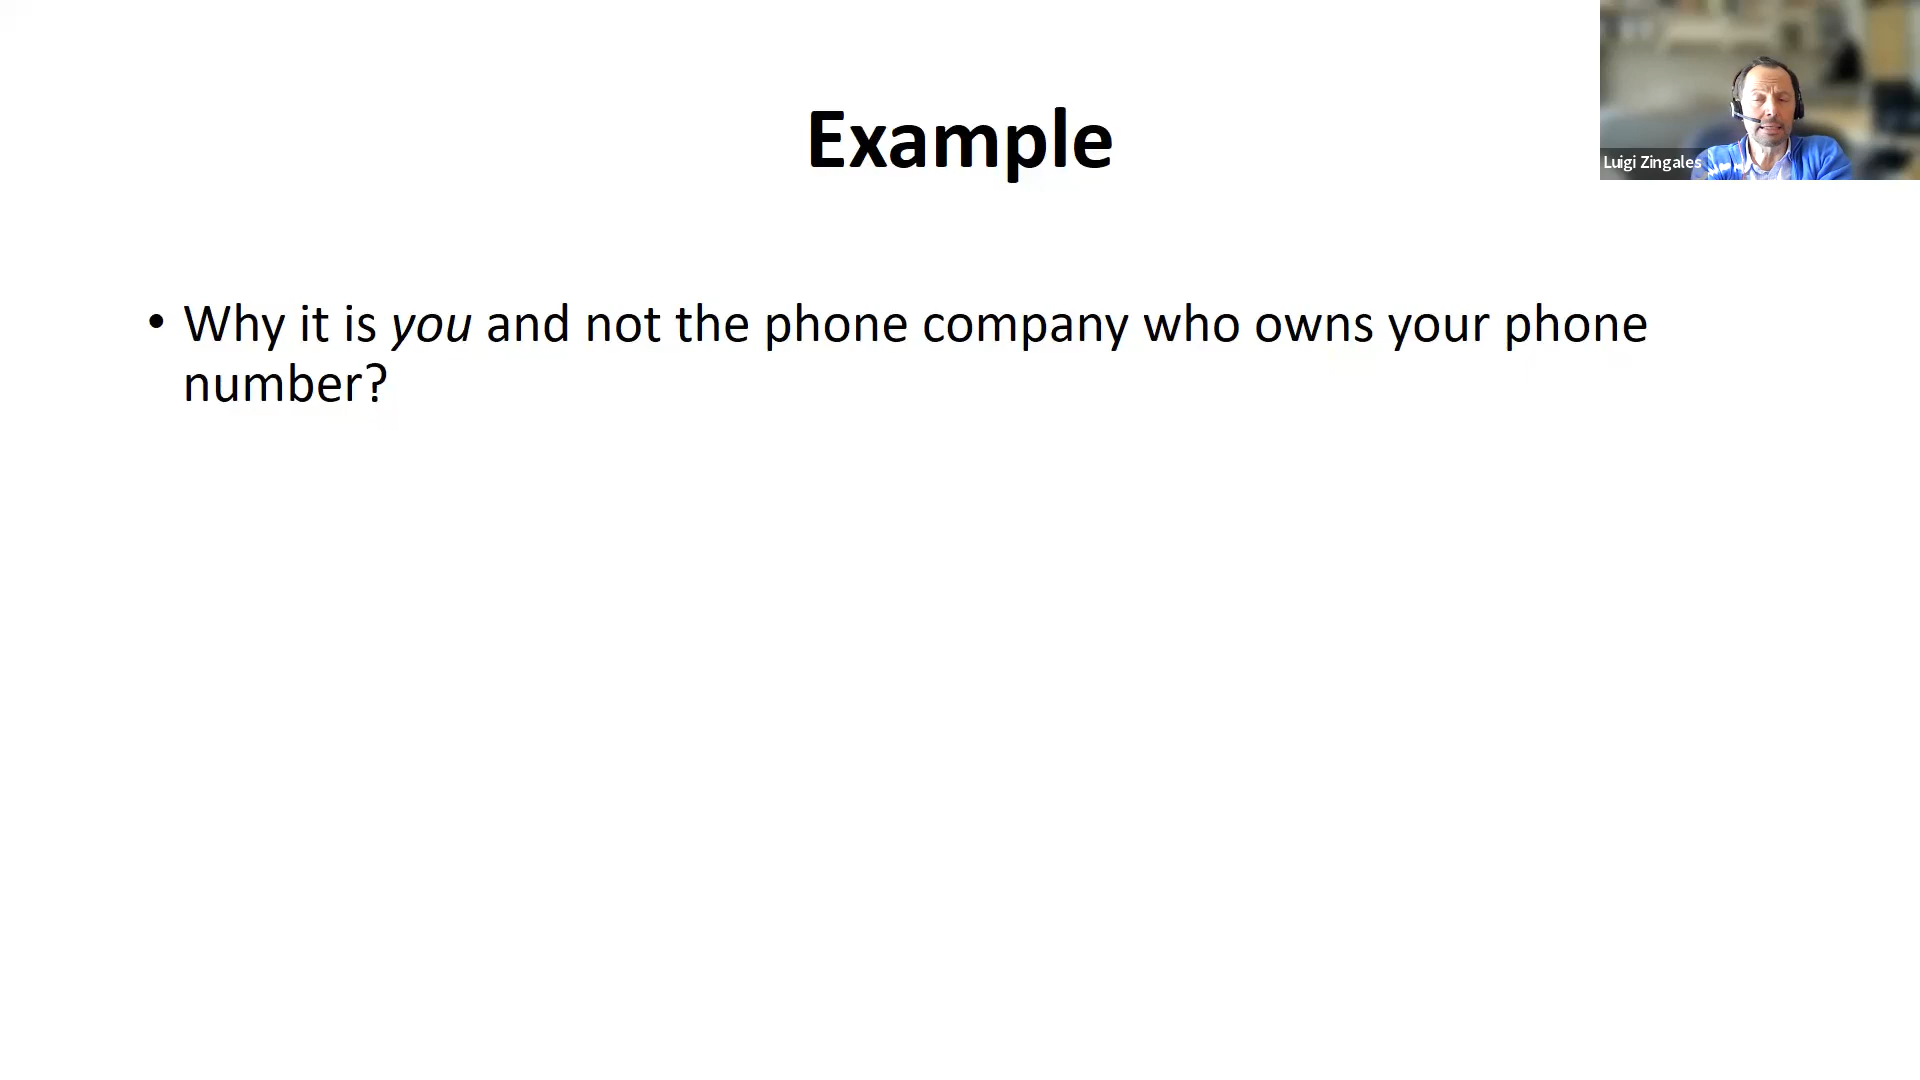 Example
Luigi Zingales
• Why it is you and not the phone company who owns your phone
number?